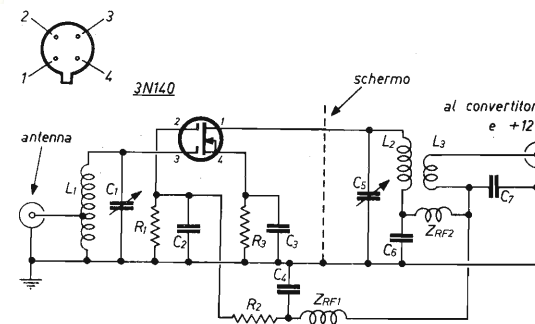 2
3
1
4
3N140
schermo
al convertitor
e +12
antenna
2
1
3
4
L1
C1
R1
C2
R3
C3
C5
L2
L3
C7
C6
ZRF2
C4
R2
ZRF1